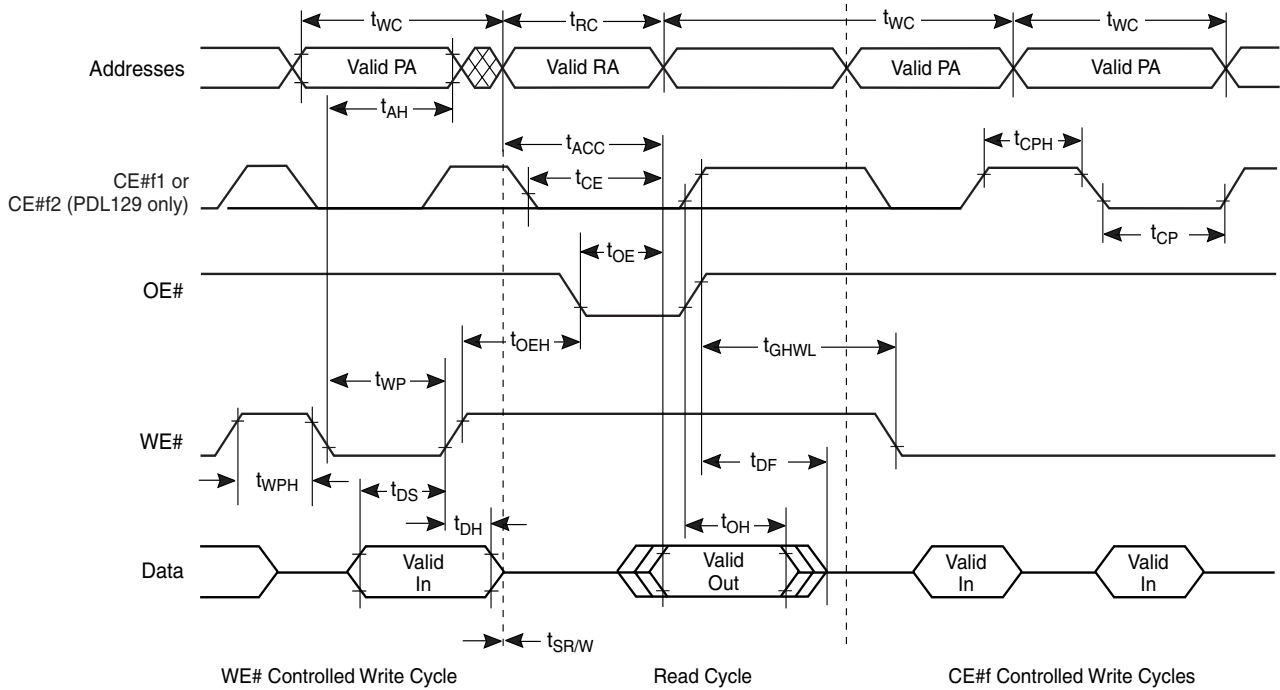 tWC tRC tWC tWC
Addresses Valid PA Valid RA Valid PA Valid PA
tAH
tACC tCPH
CE#f1 or
CE#f2 (PDL129 only)
tCE
tCP
tOE
OE#
tOEH tGHWL
tWP
WE#
tDF
tWPH tDS
tDH tOH
Data
Valid
In
Valid
Out
Valid
In
Valid
In
tSR/W
WE# Controlled Write Cycle Read Cycle CE#f Controlled Write Cycles